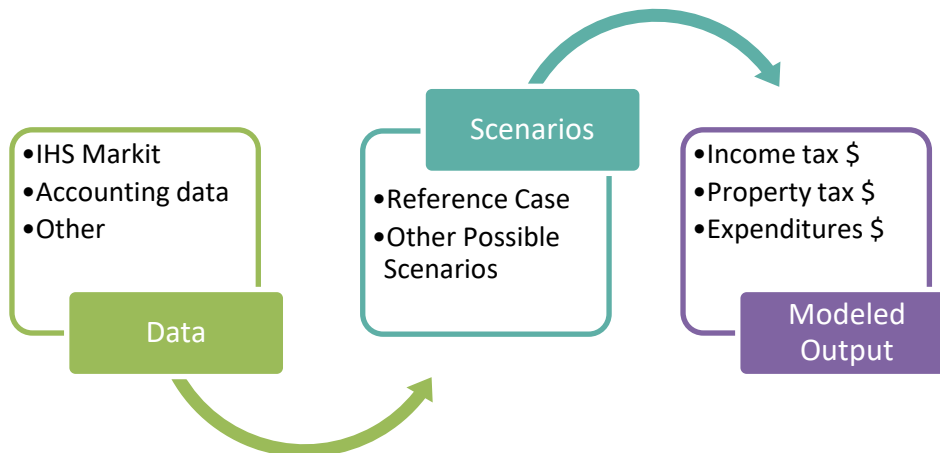 •IHS Markit
•Accounting data
•Other
Data
Scenarios
•Reference Case
•Other Possible
Scenarios
•Income tax $
•Property tax $
•Expenditures $
Modeled
Output